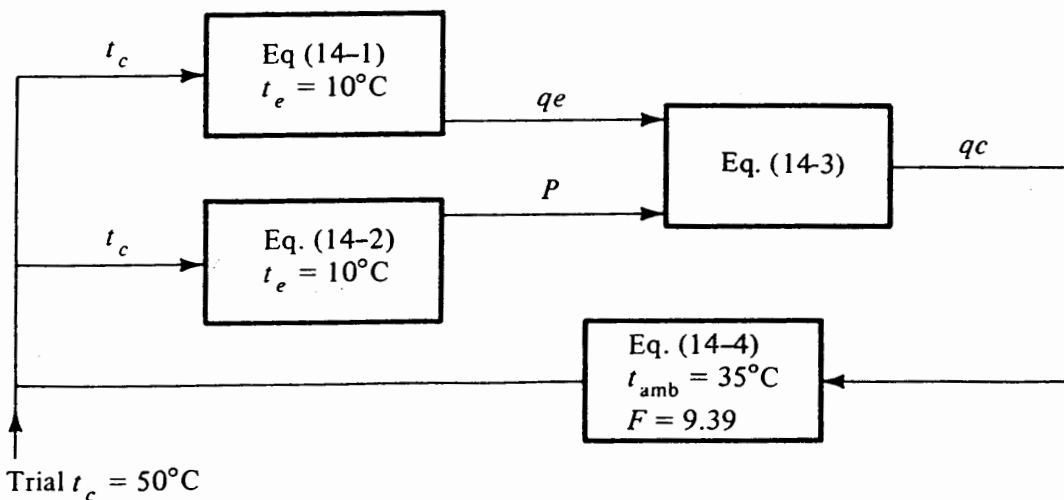 t_c
Eq (14–1)
t_e = 10°C
qe
Eq. (14-3)
qc
P
t_c
Eq. (14–2)
t_e = 10°C
Eq. (14–4)
t_amb = 35°C
F = 9.39
Trial t_c = 50°C